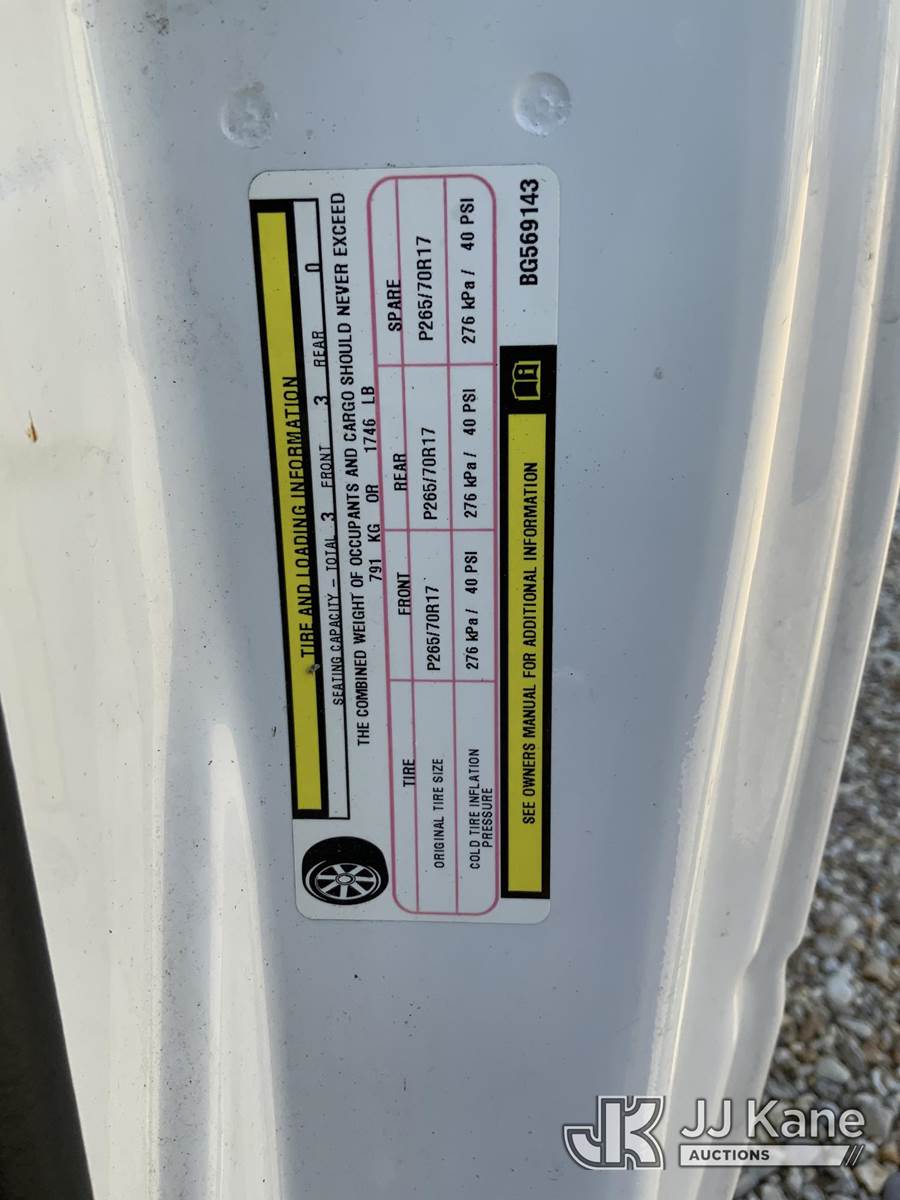 TIRE AND LOADING INFORMATION
SEATING CAPACITY – TOTAL 3 FRONT 3 REAR 0
THE COMBINED WEIGHT OF OCCUPANTS AND CARGO SHOULD NEVER EXCEED
791 KG OR 1746 LB
TIRE FRONT REAR SPARE
ORIGINAL TIRE SIZE P265/70R17 P265/70R17 P265/70R17
COLD TIRE INFLATION
PRESSURE 276 kPa / 40 PSI 276 kPa / 40 PSI 276 kPa / 40 PSI
SEE OWNERS MANUAL FOR ADDITIONAL INFORMATION
BG569143
JK JJ Kane
AUCTIONS